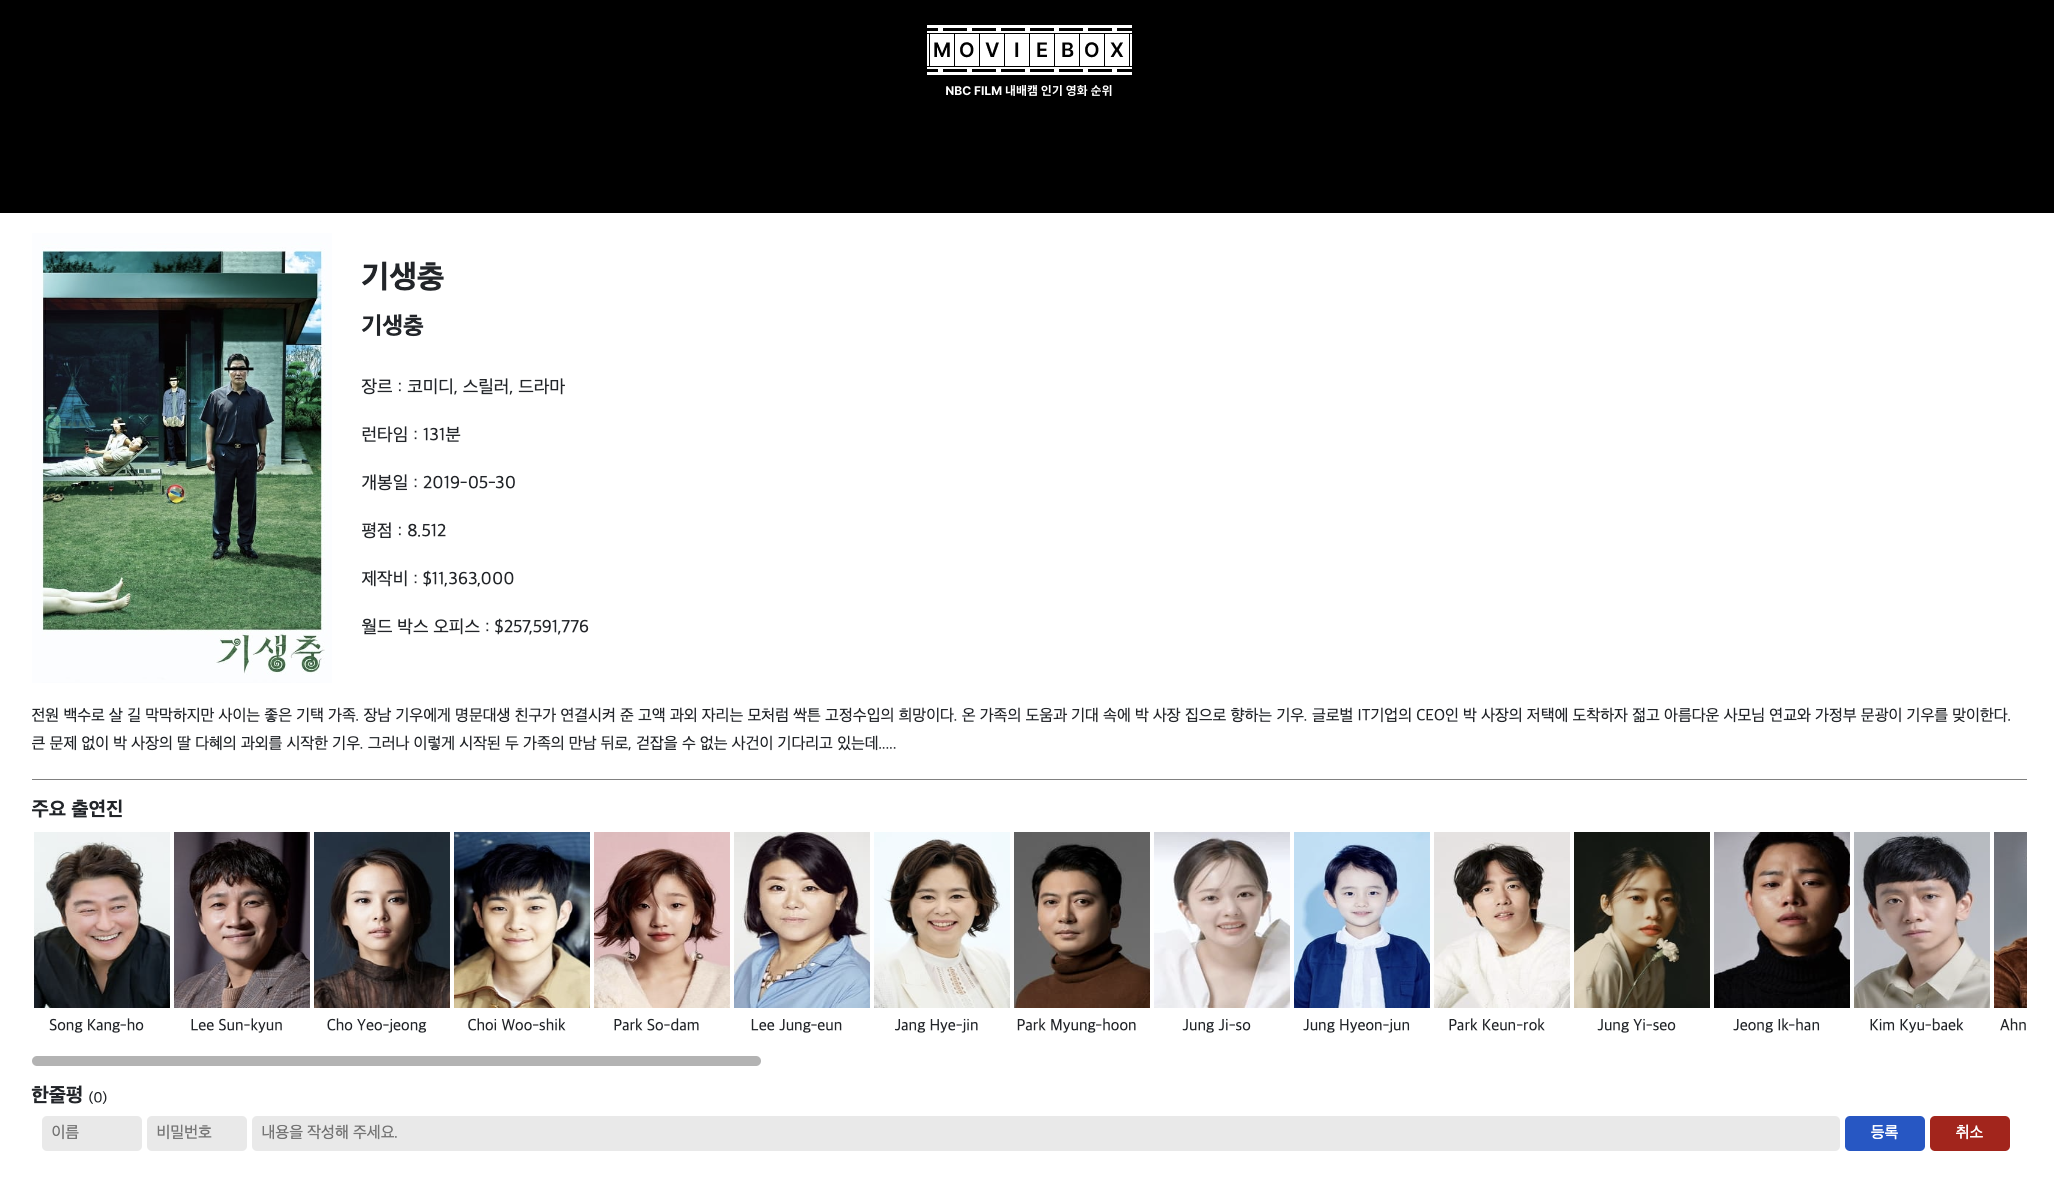 MOVIEBOX
NBC FILM 내배캠 인기 영화 순위
기생충
기생충
장르 : 코미디, 스릴러, 드라마
런타임 : 131분
개봉일 : 2019-05-30
평점 : 8.512
제작비 : $11,363,000
월드 박스 오피스 : $257,591,776
기생충
전원 백수로 살 길 막막하지만 사이는 좋은 기택 가족. 장남 기우에게 명문대생 친구가 연결시켜 준 고액 과외 자리는 모처럼 싹튼 고정수입의 희망이다. 온 가족의 도움과 기대 속에 박 사장 집으로 향하는 기우. 글로벌 IT기업의 CEO인 박 사장의 저택에 도착하자 젊고 아름다운 사모님 연교와 가정부 문광이 기우를 맞이한다.
큰 문제 없이 박 사장의 딸 다혜의 과외를 시작한 기우. 그러나 이렇게 시작된 두 가족의 만남 뒤로, 걷잡을 수 없는 사건이 기다리고 있는데.....
주요 출연진
Song Kang-ho Lee Sun-kyun Cho Yeo-jeong Choi Woo-shik Park So-dam Lee Jung-eun Jang Hye-jin Park Myung-hoon Jung Ji-so Jung Hyeon-jun Park Keun-rok Jung Yi-seo Jeong Ik-han Kim Kyu-baek Ahn
한줄평 (0)
이름 비밀번호 내용을 작성해 주세요. 등록 취소